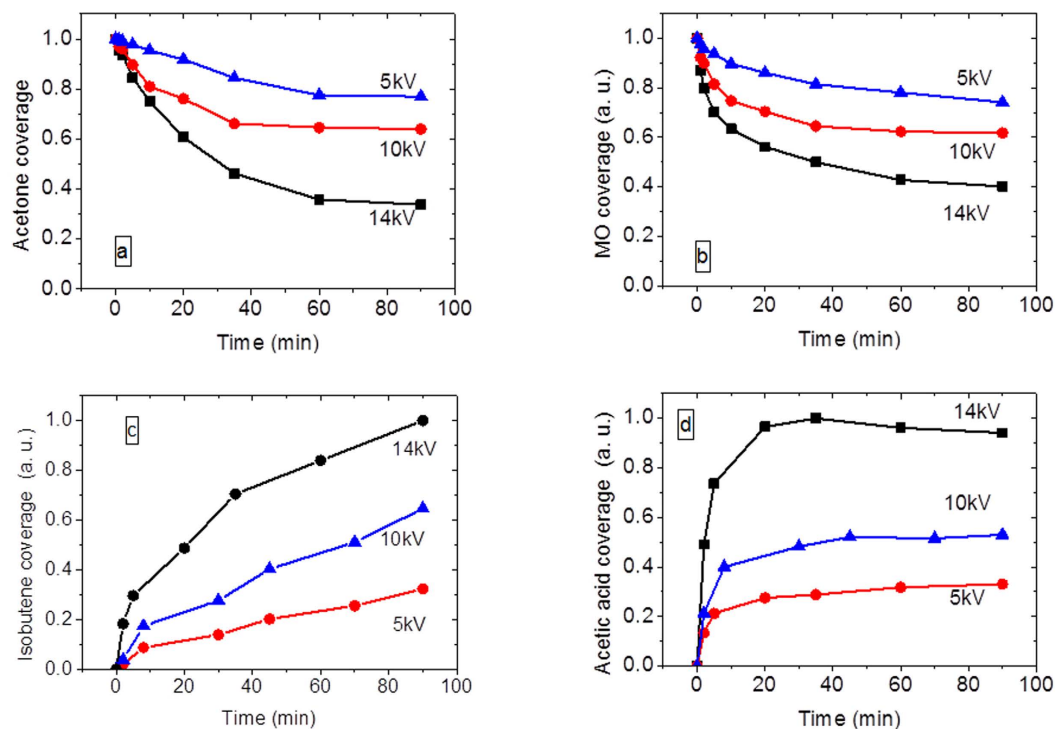 1.0
0.8
0.6
0.4
0.2
0.0
Acetone coverage
5kV
10kV
14kV
a
0 20 40 60 80 100
Time (min)
1.0
0.8
0.6
0.4
0.2
0.0
MO coverage (a. u.)
5kV
10kV
14kV
b
0 20 40 60 80 100
Time (min)
1.0
0.8
0.6
0.4
0.2
0.0
Isobutene coverage (a. u.)
c
14kV
10kV
5kV
0 20 40 60 80 100
Time (min)
1.0
0.8
0.6
0.4
0.2
0.0
Acetic acid coverage (a. u.)
d
14kV
10kV
5kV
0 20 40 60 80 100
Time (min)